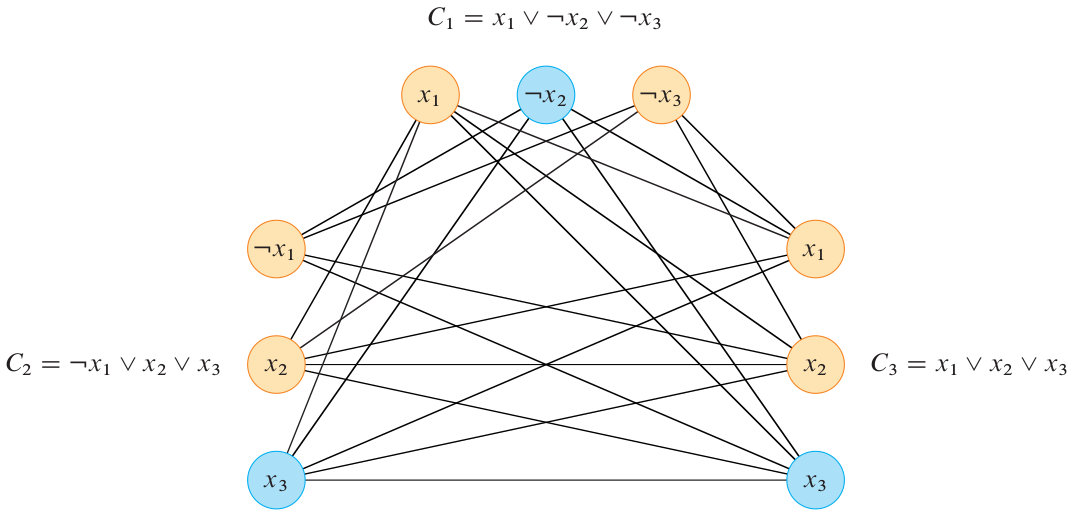 C₁ = x₁ ∨ ¬x₂ ∨ ¬x₃
x₁
¬x₂
¬x₃
¬x₁
x₁
C₂ = ¬x₁ ∨ x₂ ∨ x₃
x₂
x₂
C₃ = x₁ ∨ x₂ ∨ x₃
x₃
x₃